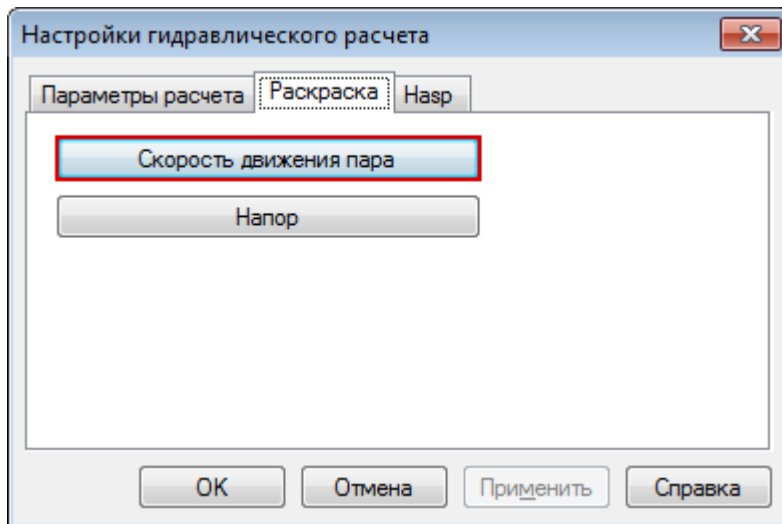 Настройки гидравлического расчета
Параметры расчета Раскраска Hasp
Скорость движения пара
Напор
OK Отмена Применить Справка